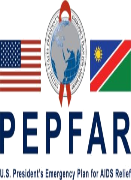 PEPFAR
U.S. President's Emergency Plan for AIDS Relief